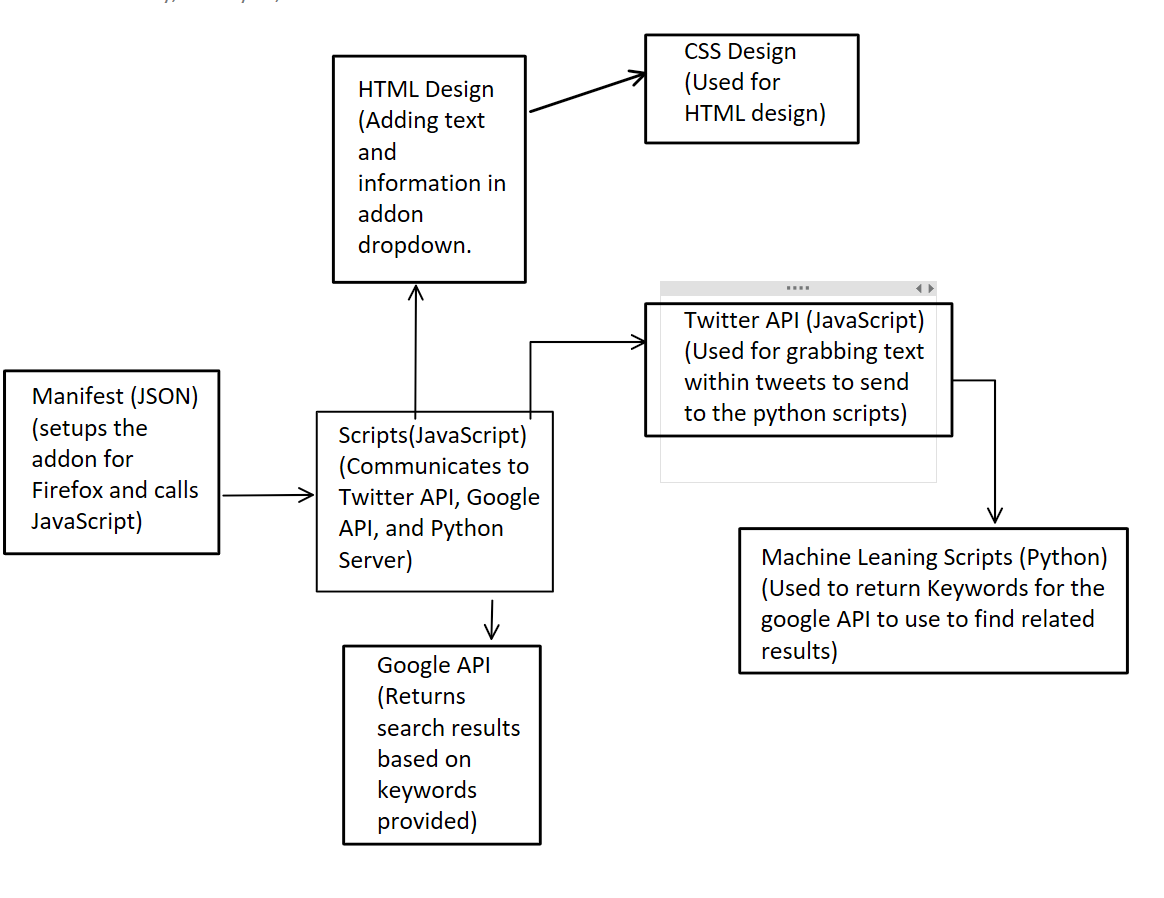 HTML Design
(Adding text
and
information in
addon
dropdown.
CSS Design
(Used for
HTML design)
Manifest (JSON)
(setups the
addon for
Firefox and calls
JavaScript)
Scripts(JavaScript)
(Communicates to
Twitter API, Google
API, and Python
Server)
Twitter API (JavaScript)
(Used for grabbing text
within tweets to send
to the python scripts)
Machine Leaning Scripts (Python)
(Used to return Keywords for the
google API to use to find related
results)
Google API
(Returns
search results
based on
keywords
provided)